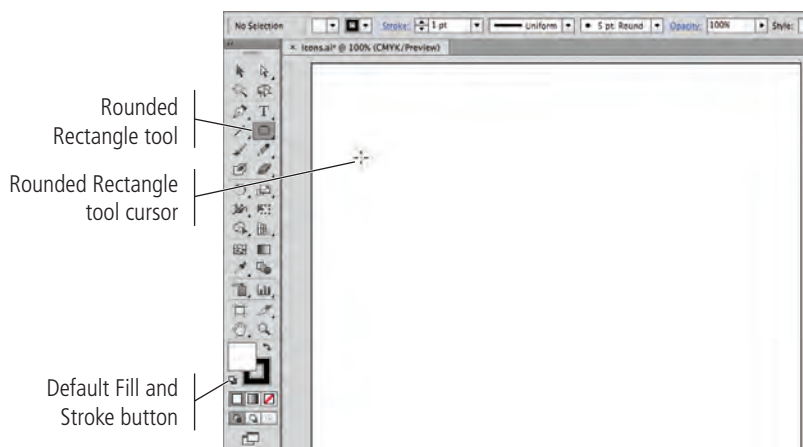 No Selection Stroke: 1 pt Uniform 5 pt. Round Opacity: 100% Style:
× Icons.ai* @ 100% (CMYK/Preview)
Rounded
Rectangle tool
Rounded Rectangle
tool cursor
Default Fill and
Stroke button